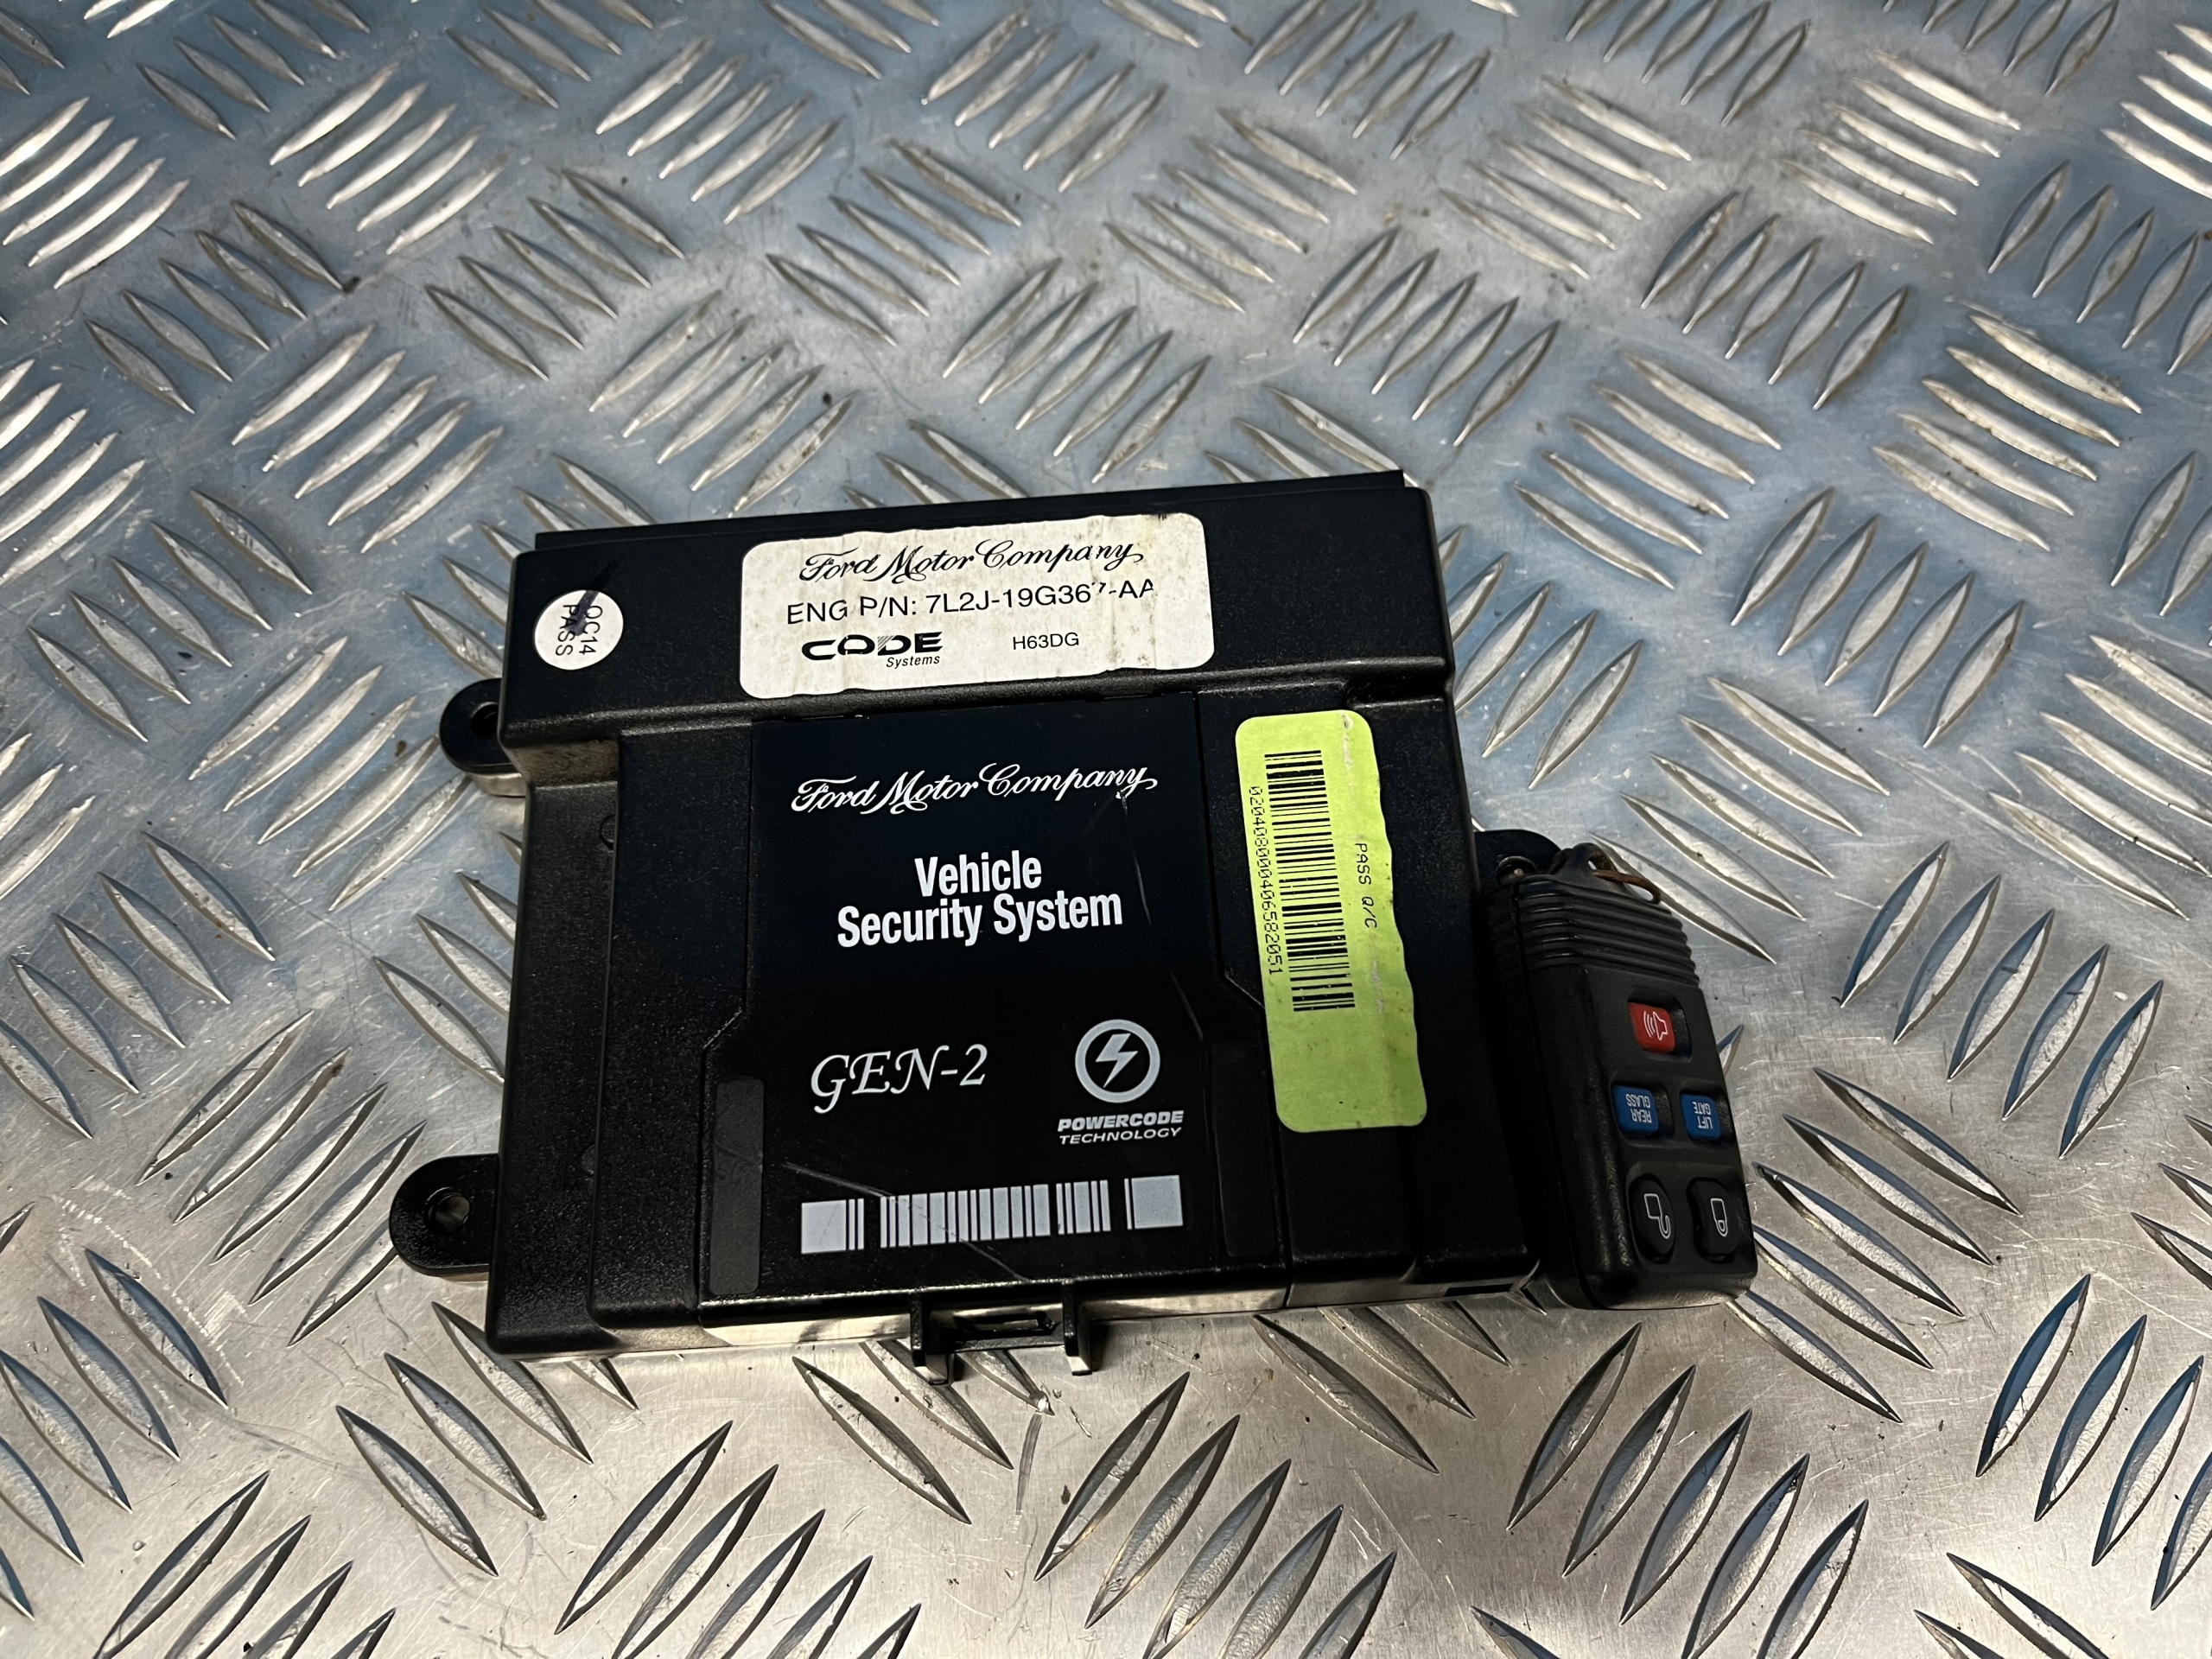 Ford Motor Company
ENG P/N: 7L2J-19G367-AA
CODE
Systems
H63DG
QC14
PASS
Ford Motor Company
Vehicle
Security System
GEN-2
POWERCODE
TECHNOLOGY
PASS Q/C
020408000406582051
REAR
GLASS
LIFT
GATE